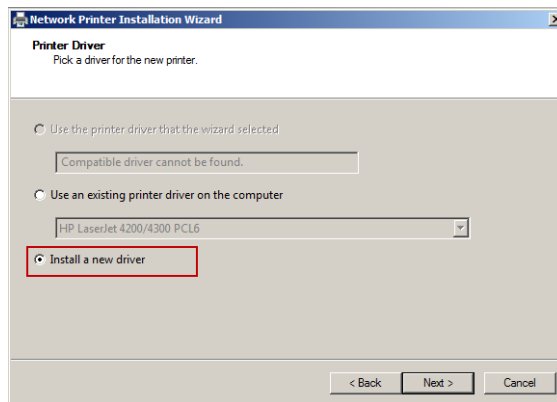 Network Printer Installation Wizard
Printer Driver
Pick a driver for the new printer.
Use the printer driver that the wizard selected
Compatible driver cannot be found.
Use an existing printer driver on the computer
HP LaserJet 4200/4300 PCL6
Install a new driver
< Back Next > Cancel